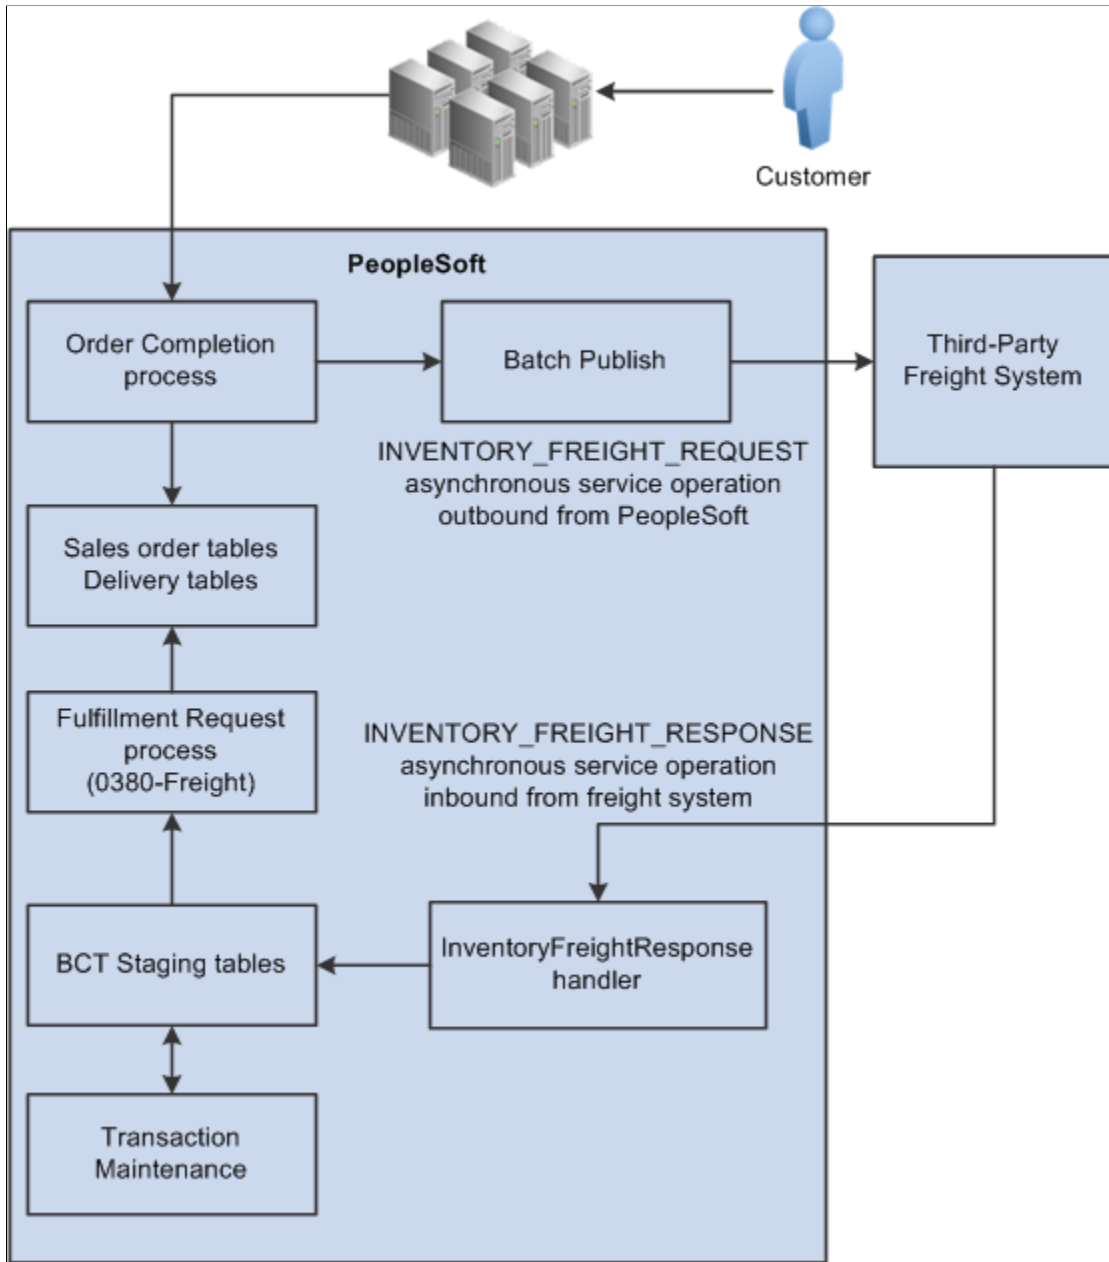 Customer
PeopleSoft
Order Completion
process
Batch Publish
Third-Party
Freight System
INVENTORY_FREIGHT_REQUEST
asynchronous service operation
outbound from PeopleSoft
Sales order tables
Delivery tables
Fulfillment Request
process
(0380-Freight)
INVENTORY_FREIGHT_RESPONSE
asynchronous service operation
inbound from freight system
BCT Staging tables
InventoryFreightResponse
handler
Transaction
Maintenance